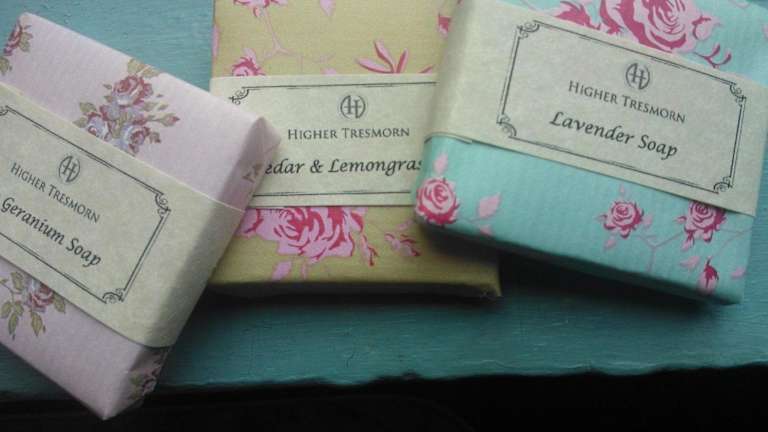 HIGHER TRESMORN
Geranium Soap
HIGHER TRESMORN
edar & Lemongras
HIGHER TRESMORN
Lavender Soap